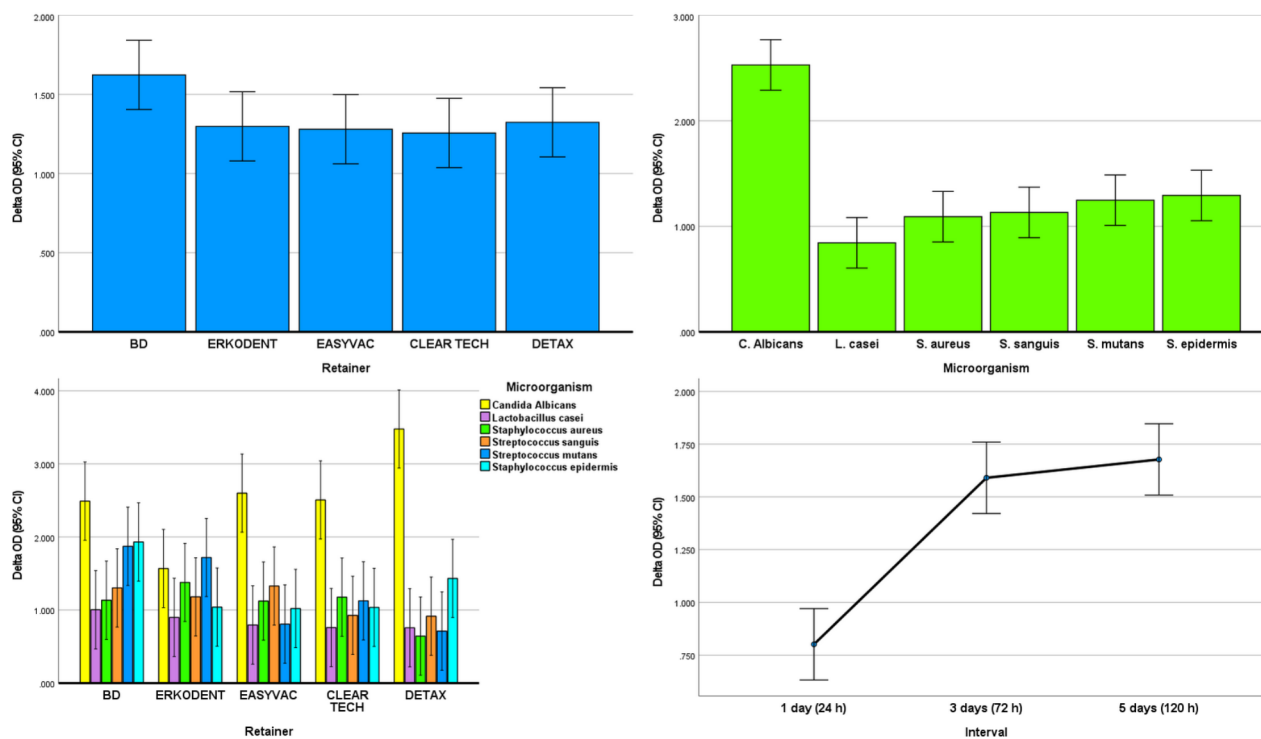 2.000
1.500
1.000
.500
.000
Delta OD (95% CI)
BD ERKODENT EASYVAC CLEAR TECH DETAX
Retainer
3.000
2.000
1.000
.000
Delta OD (95% CI)
C. Albicans L. casei S. aureus S. sanguis S. mutans S. epidermis
Microorganism
4.000
3.000
2.000
1.000
.000
Delta OD (95% CI)
BD ERKODENT EASYVAC CLEAR TECH DETAX
Retainer
Microorganism
Candida Albicans
Lactobacillus casei
Staphylococcus aureus
Streptococcus sanguis
Streptococcus mutans
Staphylococcus epidermis
2.000
1.750
1.500
1.250
1.000
.750
Delta OD (95% CI)
1 day (24 h) 3 days (72 h) 5 days (120 h)
Interval